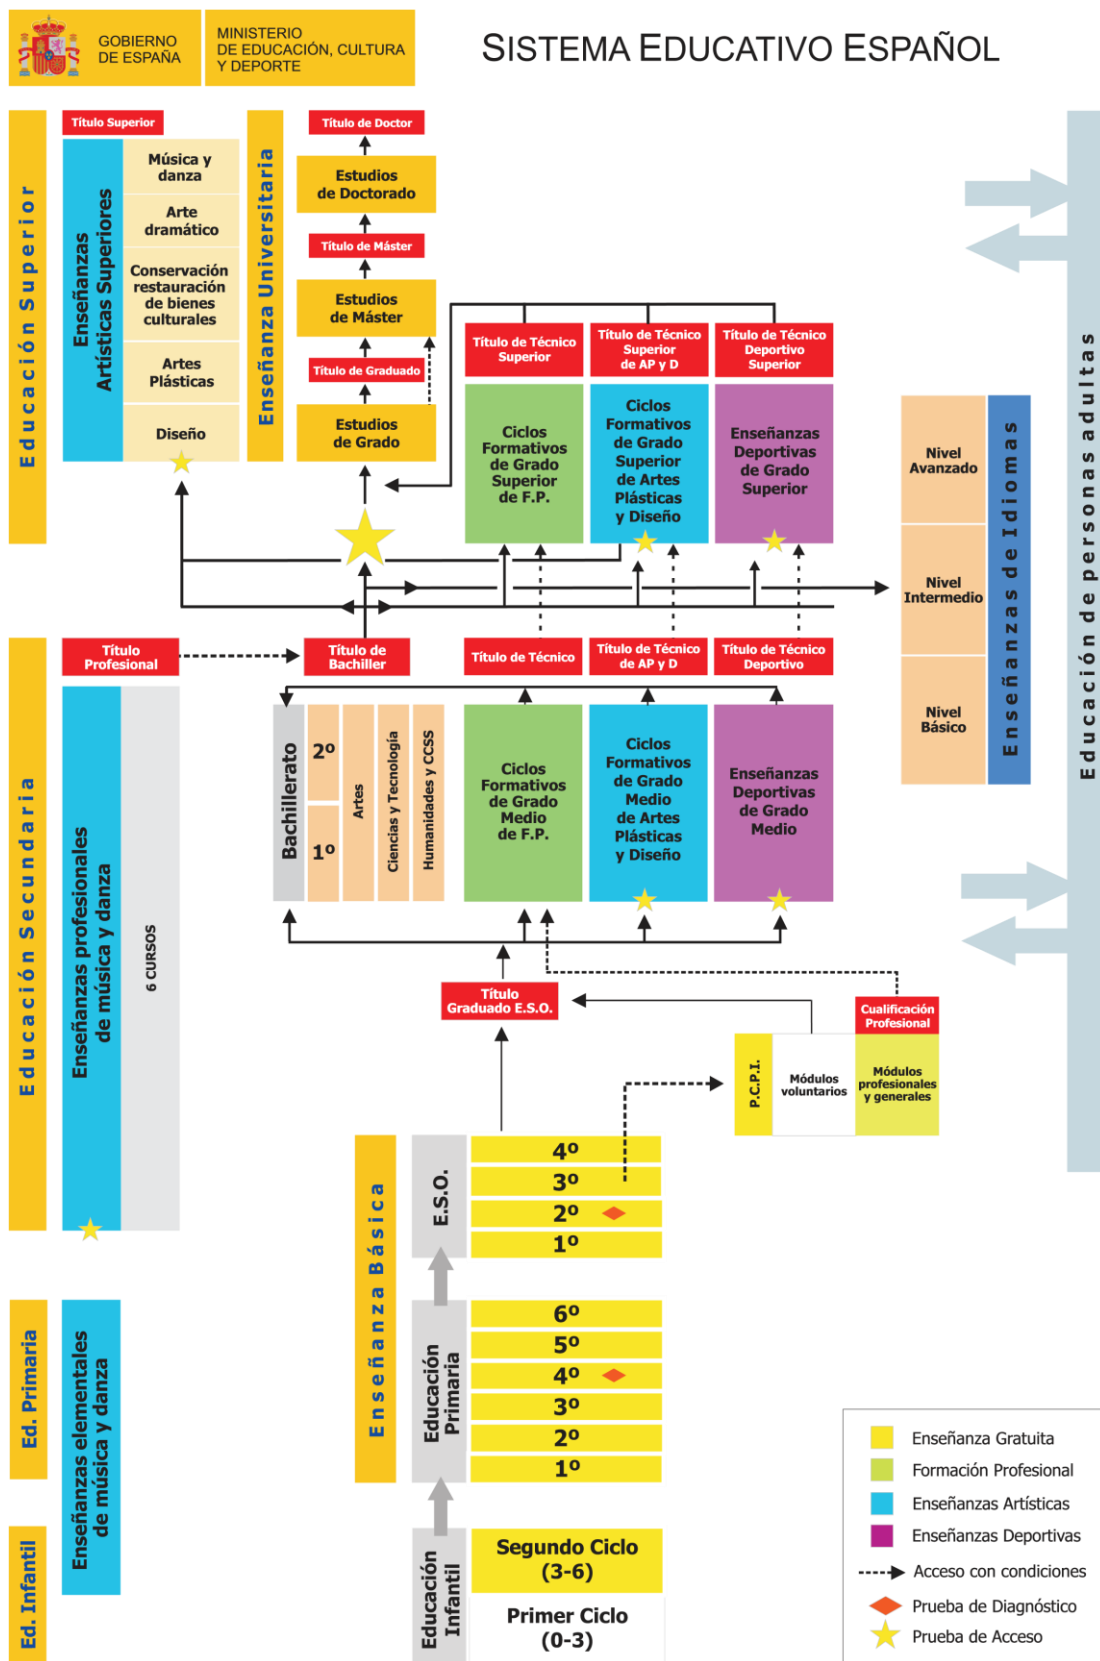 GOBIERNO
DE ESPAÑA
MINISTERIO
DE EDUCACIÓN, CULTURA
Y DEPORTE
SISTEMA EDUCATIVO ESPAÑOL
Educación Superior
Título Superior
Enseñanzas
Artísticas Superiores
Música y
danza
Arte
dramático
Conservación
restauración
de bienes
culturales
Artes
Plásticas
Diseño
Enseñanza Universitaria
Título de Doctor
Estudios
de Doctorado
Título de Máster
Estudios
de Máster
Título de Graduado
Estudios
de Grado
Título de Técnico
Superior
Título de Técnico
Superior
de AP y D
Título de Técnico
Deportivo
Superior
Ciclos
Formativos
de Grado
Superior
de F.P.
Ciclos
Formativos
de Grado
Superior
de Artes
Plásticas
y Diseño
Enseñanzas
Deportivas
de Grado
Superior
Nivel
Avanzado
Nivel
Intermedio
Nivel
Básico
Enseñanzas de Idiomas
Educación de personas adultas
Educación Secundaria
Título
Profesional
Enseñanzas profesionales
de música y danza
6 CURSOS
Título de
Bachiller
Bachillerato
2º
1º
Artes
Ciencias y Tecnología
Humanidades y CCSS
Título de Técnico
Título de Técnico
de AP y D
Título de Técnico
Deportivo
Ciclos
Formativos
de Grado
Medio
de F.P.
Ciclos
Formativos
de Grado
Medio
de Artes
Plásticas
y Diseño
Enseñanzas
Deportivas
de Grado
Medio
Título
Graduado E.S.O.
Cualificación
Profesional
P.C.P.I.
Módulos
voluntarios
Módulos
profesionales
y generales
Enseñanza Básica
E.S.O.
4º
3º
2º
1º
Educación
Primaria
6º
5º
4º
3º
2º
1º
Educación
Infantil
Segundo Ciclo
(3-6)
Primer Ciclo
(0-3)
Ed. Primaria
Ed. Infantil
Enseñanzas elementales
de música y danza
Enseñanza Gratuita
Formación Profesional
Enseñanzas Artísticas
Enseñanzas Deportivas
Acceso con condiciones
Prueba de Diagnóstico
Prueba de Acceso